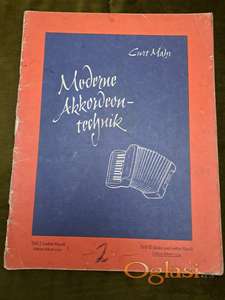 Curt Mahr
Moderne
Akkordeon-
technik
2
Oglasi